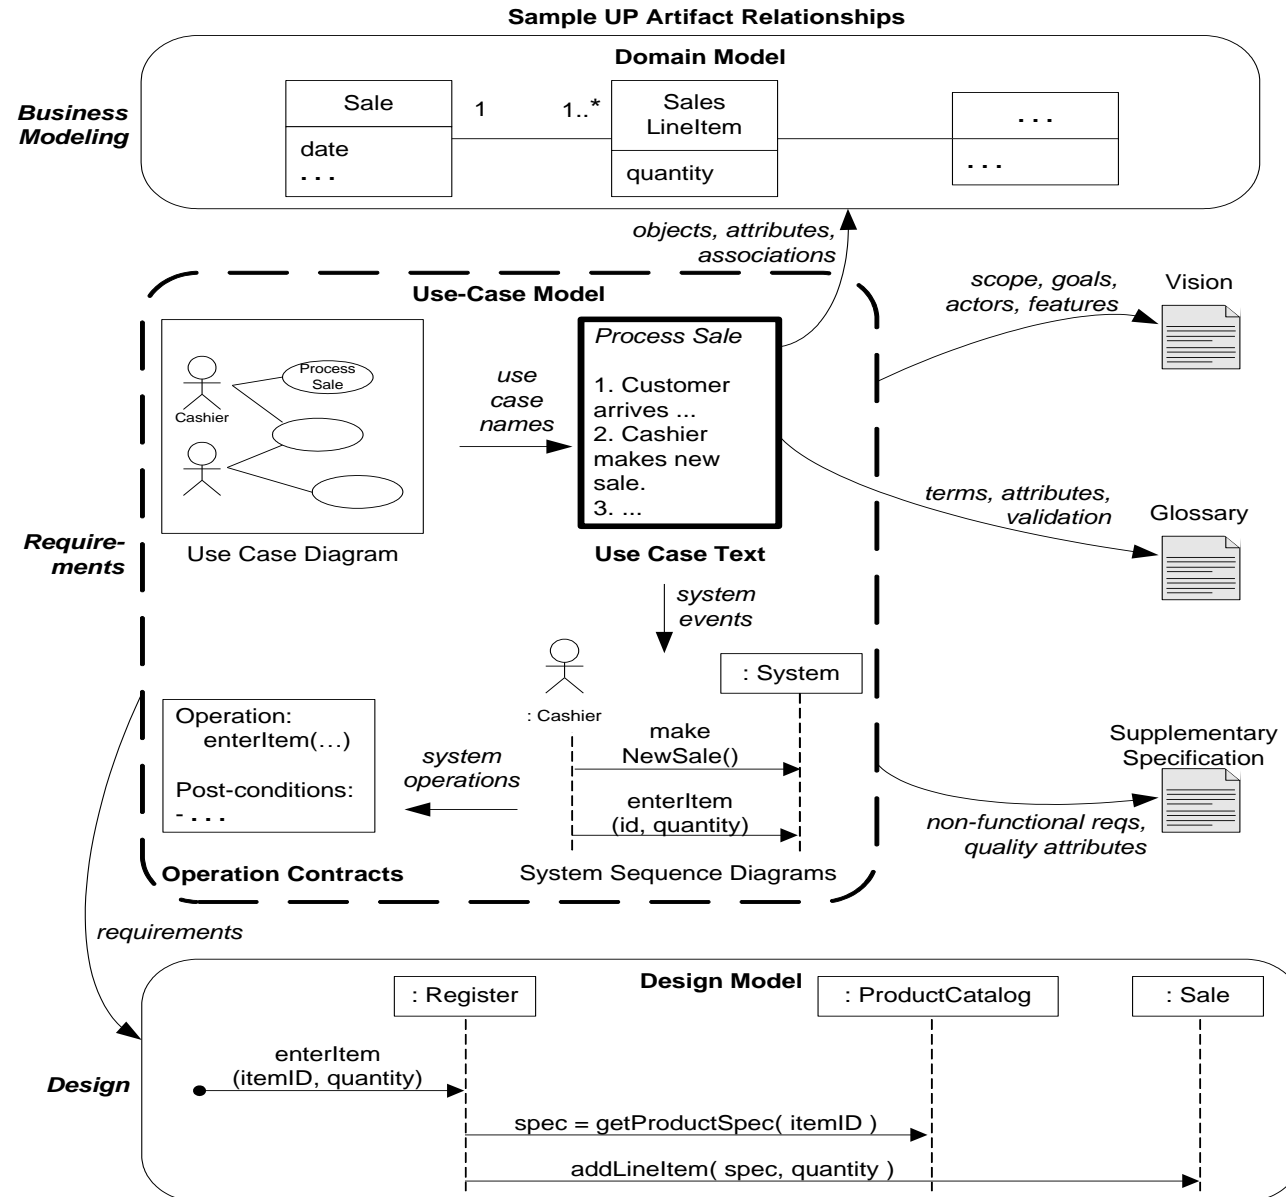 Sample UP Artifact Relationships
Domain Model
Business
Modeling
Sale
date
. . .
1
1..*
Sales
LineItem
quantity
. . .
. . .
objects, attributes,
associations
Use-Case Model
scope, goals,
actors, features
Vision
Process
Sale
Cashier
Use Case Diagram
use
case
names
Process Sale
1. Customer
arrives ...
2. Cashier
makes new
sale.
3. ...
Use Case Text
terms, attributes,
validation
Glossary
Require-
ments
system
events
: Cashier
: System
make
NewSale()
enterItem
(id, quantity)
System Sequence Diagrams
system
operations
Operation:
enterItem(…)
Post-conditions:
- . . .
Operation Contracts
Supplementary
Specification
non-functional reqs,
quality attributes
requirements
Design Model
Design
: Register
: ProductCatalog
: Sale
enterItem
(itemID, quantity)
spec = getProductSpec( itemID )
addLineItem( spec, quantity )